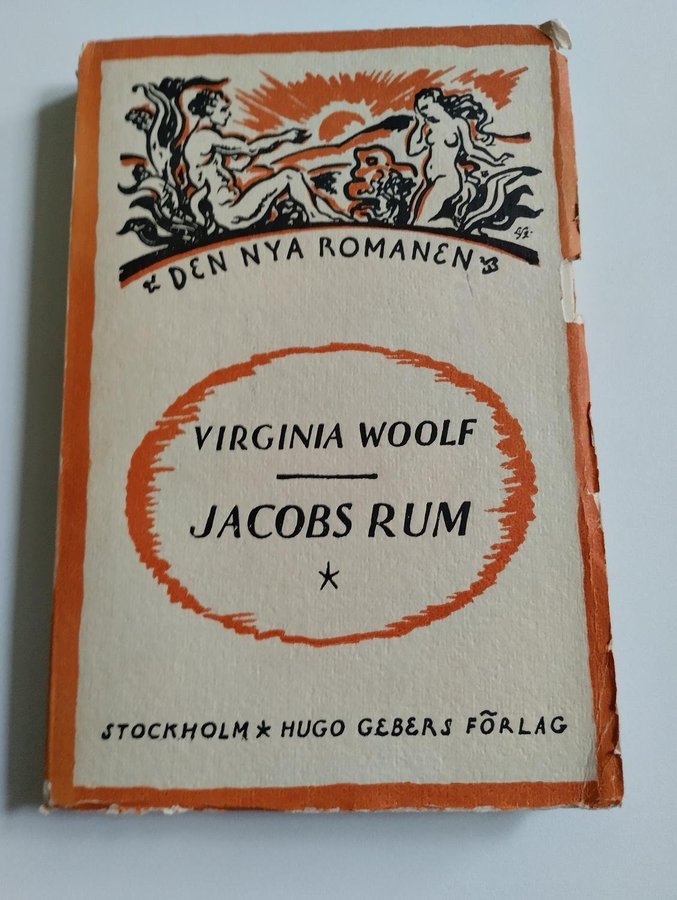 DEN NYA ROMANEN
VIRGINIA WOOLF
JACOBS RUM
STOCKHOLM * HUGO GEBERS FÖRLAG